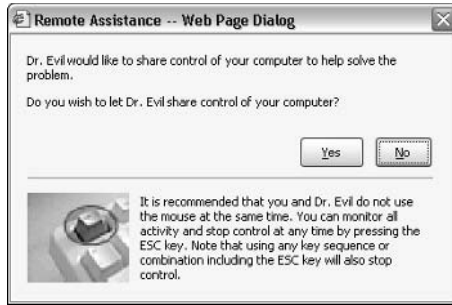 Remote Assistance -- Web Page Dialog
Dr. Evil would like to share control of your computer to help solve the
problem.
Do you wish to let Dr. Evil share control of your computer?
Yes No
It is recommended that you and Dr. Evil do not use
the mouse at the same time. You can monitor all
activity and stop control at any time by pressing the
ESC key. Note that using any key sequence or
combination including the ESC key will also stop
control.